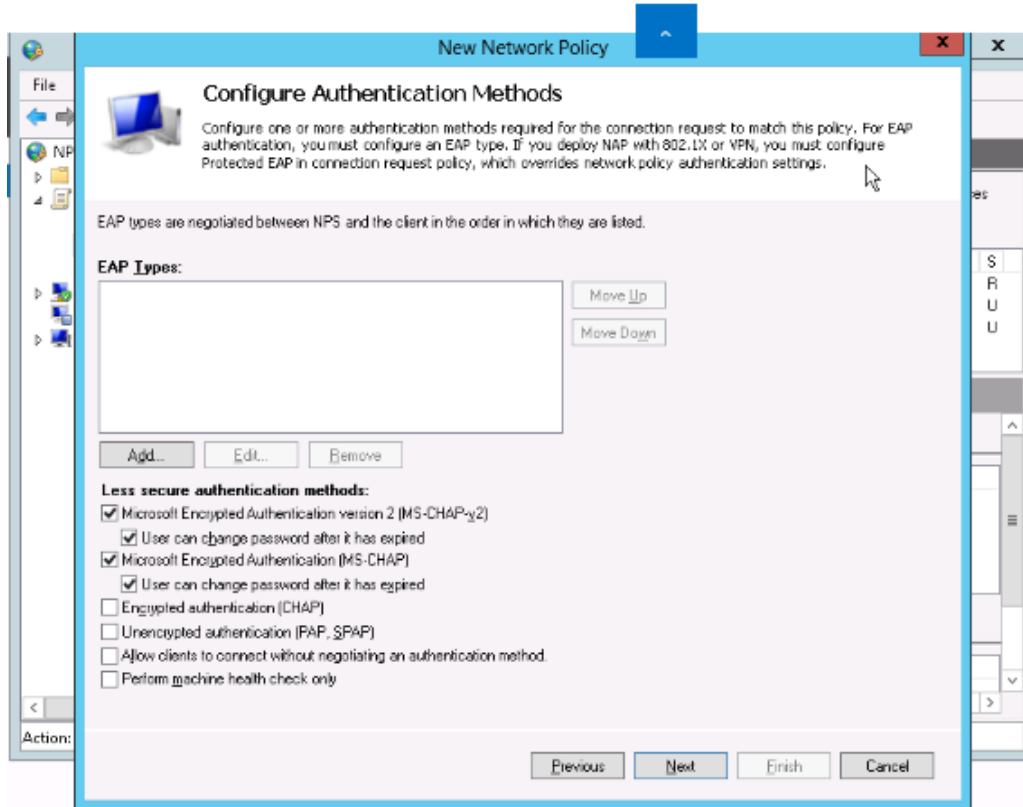 New Network Policy
x
x
File
Configure Authentication Methods
Configure one or more authentication methods required for the connection request to match this policy. For EAP
authentication, you must configure an EAP type. If you deploy NAP with 802.1X or VPN, you must configure
Protected EAP in connection request policy, which overrides network policy authentication settings.
NP
es
EAP types are negotiated between NPS and the client in the order in which they are listed.
EAP Types:
S
R
U
U
Move Up
Move Down
Add...
Edit...
Remove
Less secure authentication methods:
Microsoft Encrypted Authentication version 2 (MS-CHAP-v2)
User can change password after it has expired
Microsoft Encrypted Authentication (MS-CHAP)
User can change password after it has expired
Encrypted authentication (CHAP)
Unencrypted authentication (PAP, SPAP)
Allow clients to connect without negotiating an authentication method.
Perform machine health check only
Action:
Previous
Next
Finish
Cancel